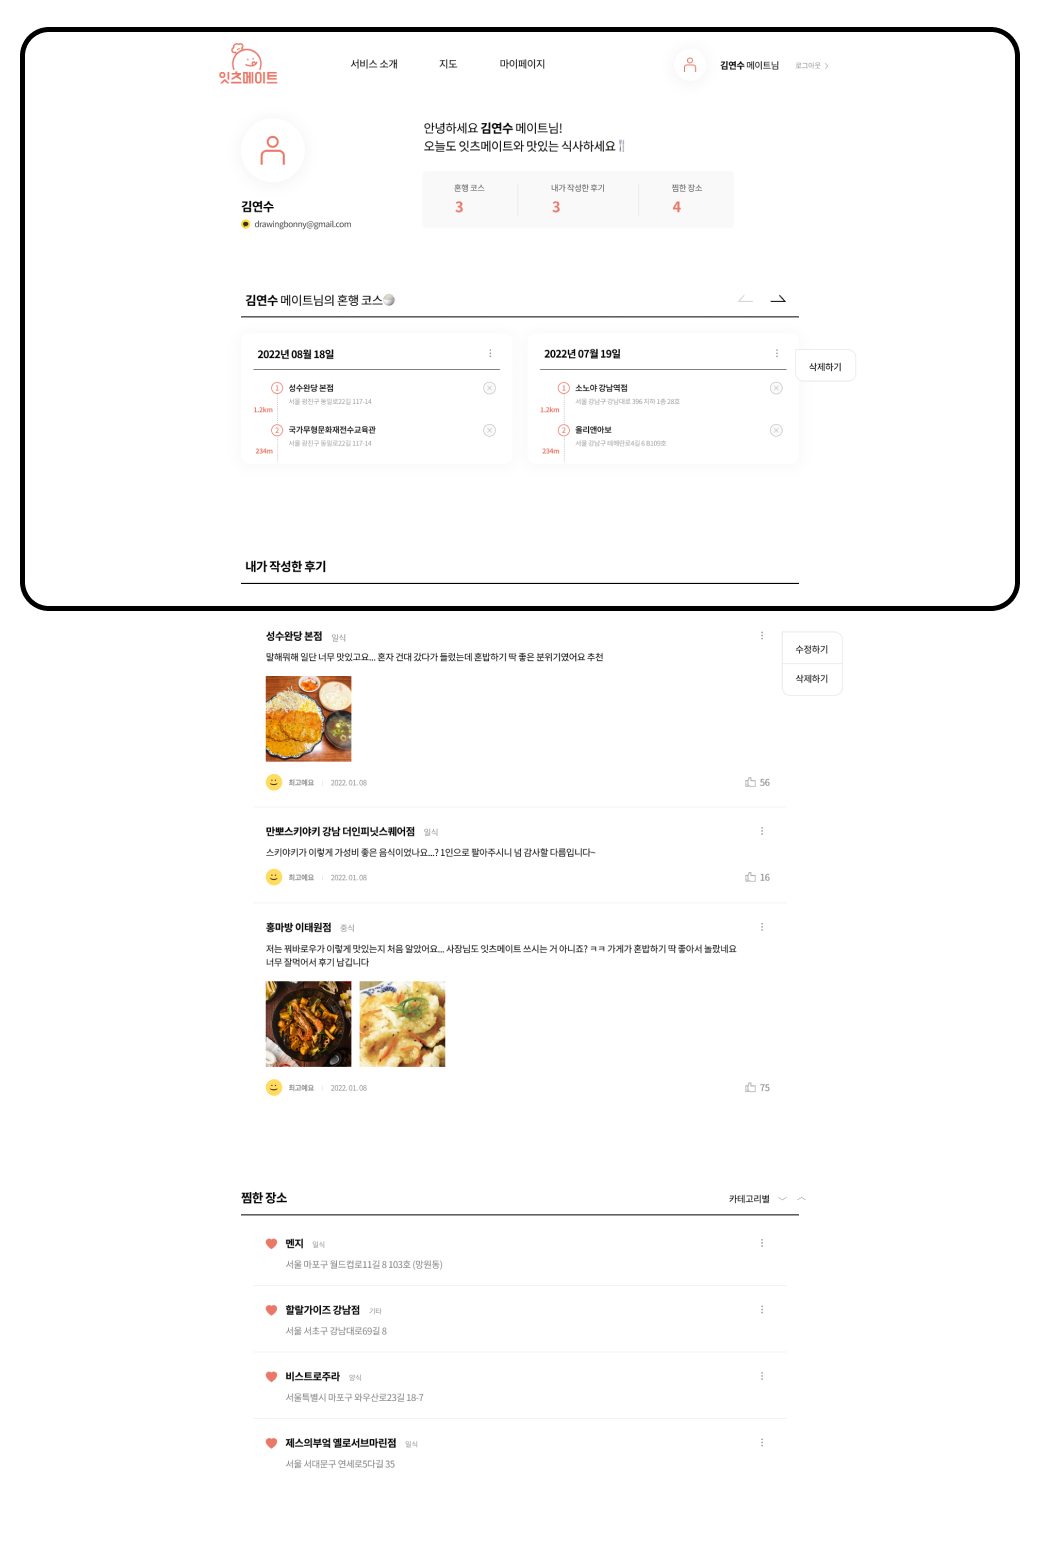 잇츠메이트
서비스 소개
지도
마이페이지
김연수 메이트님
로그아웃
안녕하세요 김연수 메이트님!
오늘도 잇츠메이트와 맛있는 식사하세요
김연수
drawingbonny@gmail.com
혼행 코스
내가 작성한 후기
찜한 장소
3
3
4
김연수 메이트님의 혼행 코스
2022년 08월 18일
1
성수완당 본점
서울 광진구 동일로22길 117-14
1.2km
2
국가무형문화재전수교육관
서울 광진구 동일로22길 117-14
234m
2022년 07월 19일
1
소노야 강남역점
서울 강남구 강남대로 396 지하 1층 28호
1.2km
2
올리앤아보
서울 강남구 테헤란로4길 6 B109호
234m
삭제하기
내가 작성한 후기
성수완당 본점 일식
말해뭐해 일단 너무 맛있고요... 혼자 건대 갔다가 들렀는데 혼밥하기 딱 좋은 분위기였어요 추천
최고예요 2022. 01. 08
56
수정하기
삭제하기
만뽀스키야키 강남 더인피닛스퀘어점 일식
스키야키가 이렇게 가성비 좋은 음식이었나요...? 1인으로 팔아주시니 넘 감사할 다름입니다~
최고예요 2022. 01. 08
16
홍마방 이태원점 중식
저는 꿔바로우가 이렇게 맛있는지 처음 알았어요... 사장님도 잇츠메이트 쓰시는 거 아니죠? ㅋㅋ 가게가 혼밥하기 딱 좋아서 놀랐네요
너무 잘먹어서 후기 남깁니다
최고예요 2022. 01. 08
75
찜한 장소
카테고리별
멘지 일식
서울 마포구 월드컵로11길 8 103호 (망원동)
할랄가이즈 강남점 기타
서울 서초구 강남대로69길 8
비스트로주라 양식
서울특별시 마포구 와우산로23길 18-7
제스의부엌 옐로서브마린점 일식
서울 서대문구 연세로5다길 35